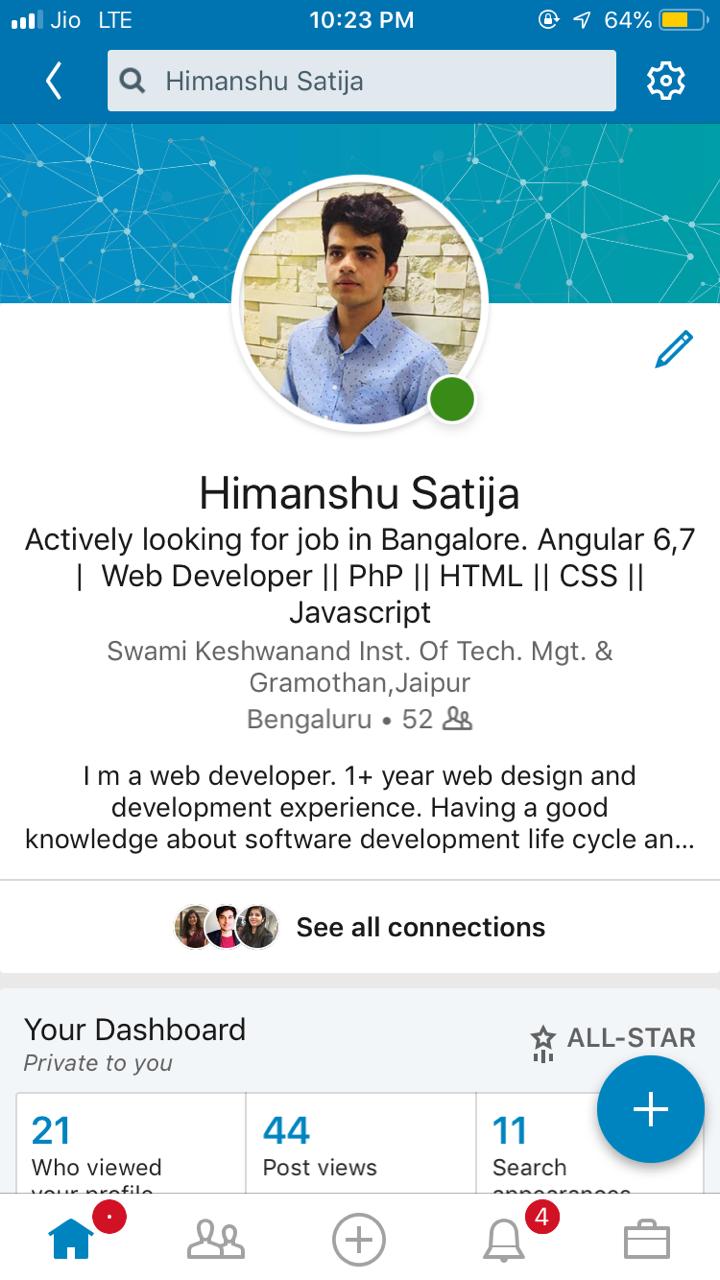 Jio LTE 10:23 PM 64%
Himanshu Satija
Himanshu Satija
Actively looking for job in Bangalore. Angular 6,7
| Web Developer || PhP || HTML || CSS ||
Javascript
Swami Keshwanand Inst. Of Tech. Mgt. &
Gramothan,Jaipur
Bengaluru • 52
I m a web developer. 1+ year web design and
development experience. Having a good
knowledge about software development life cycle an...
See all connections
Your Dashboard
ALL-STAR
Private to you
21 44 11
Who viewed Post views Search
your profile appearances
4